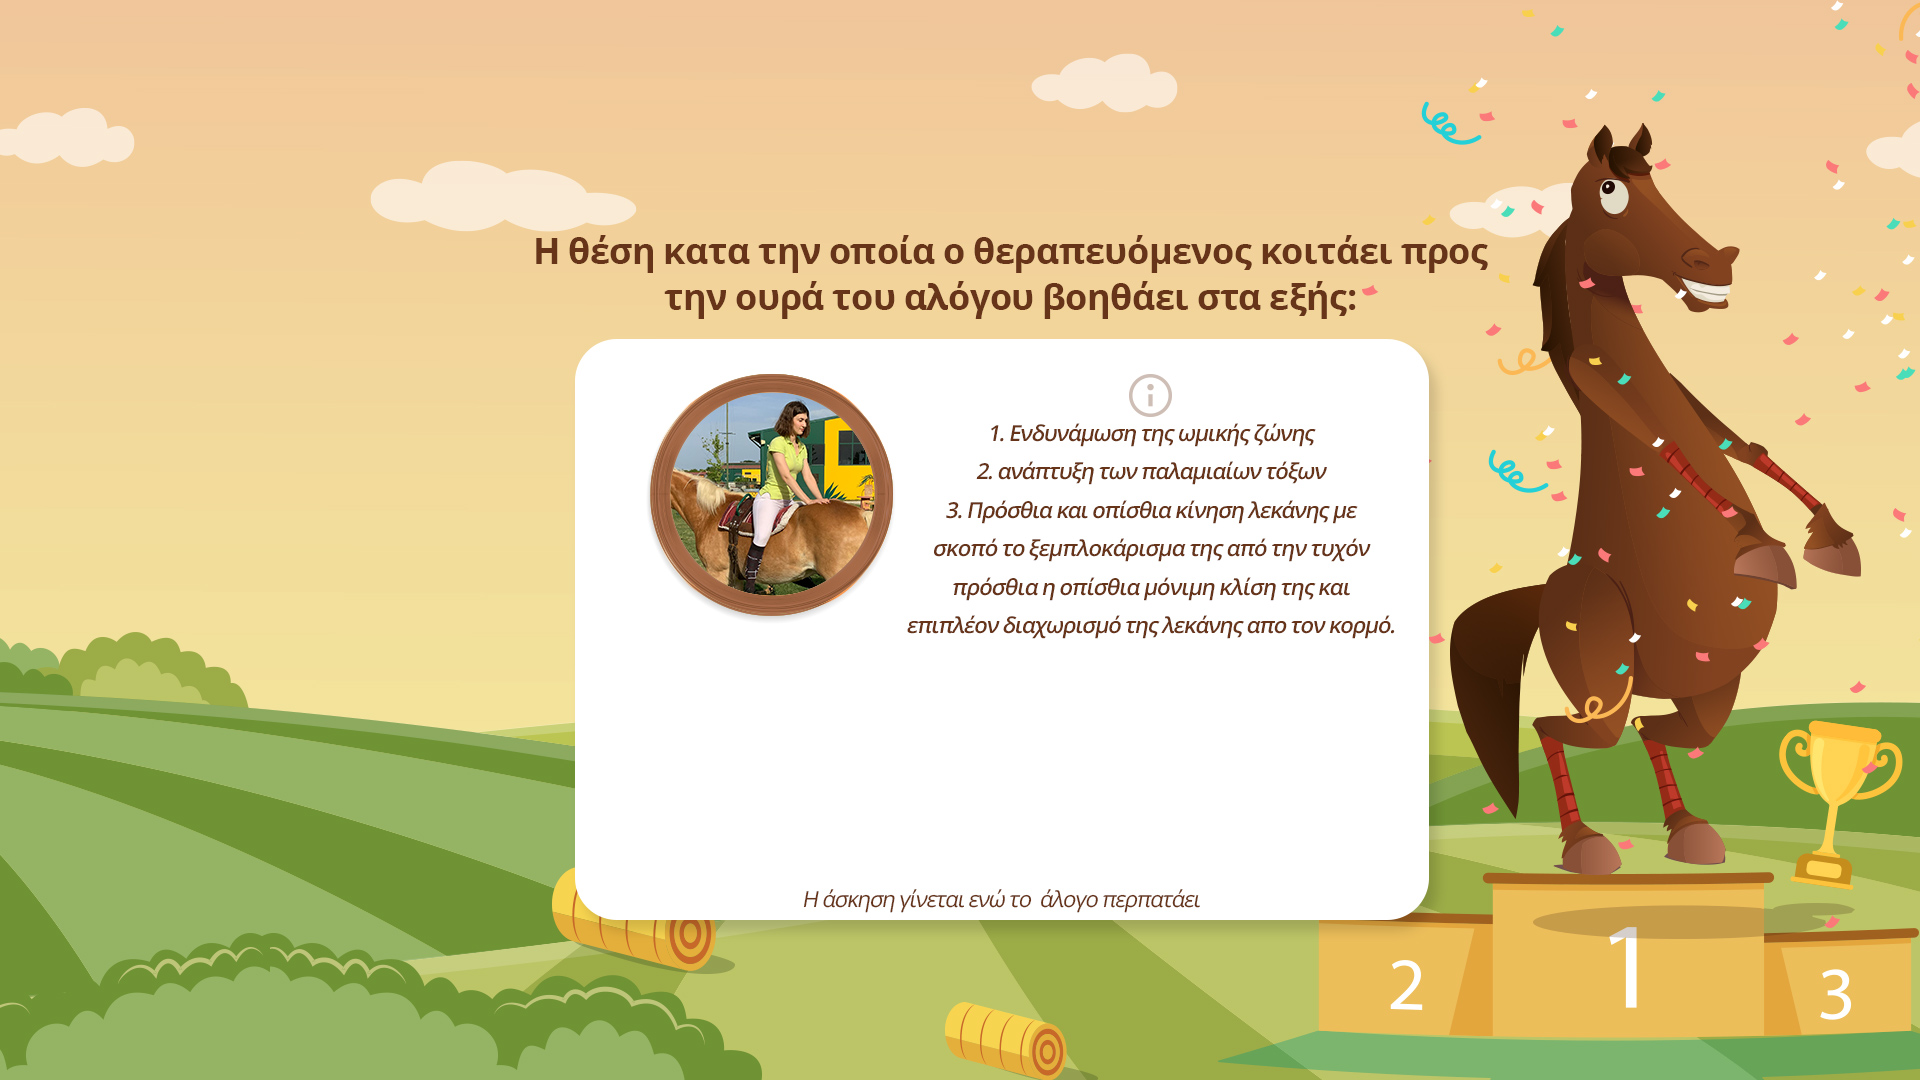 Η θέση κατα την οποία ο θεραπευόμενος κοιτάει προς
την ουρά του αλόγου βοηθάει στα εξής:
1. Ενδυνάμωση της ωμικής ζώνης
2. ανάπτυξη των παλαμιαίων τόξων
3. Πρόσθια και οπίσθια κίνηση λεκάνης με
σκοπό το ξεμπλοκάρισμα της από την τυχόν
πρόσθια η οπίσθια μόνιμη κλίση της και
επιπλέον διαχωρισμό της λεκάνης απο τον κορμό.
Η άσκηση γίνεται ενώ το  άλογο περπατάει
1
2
3